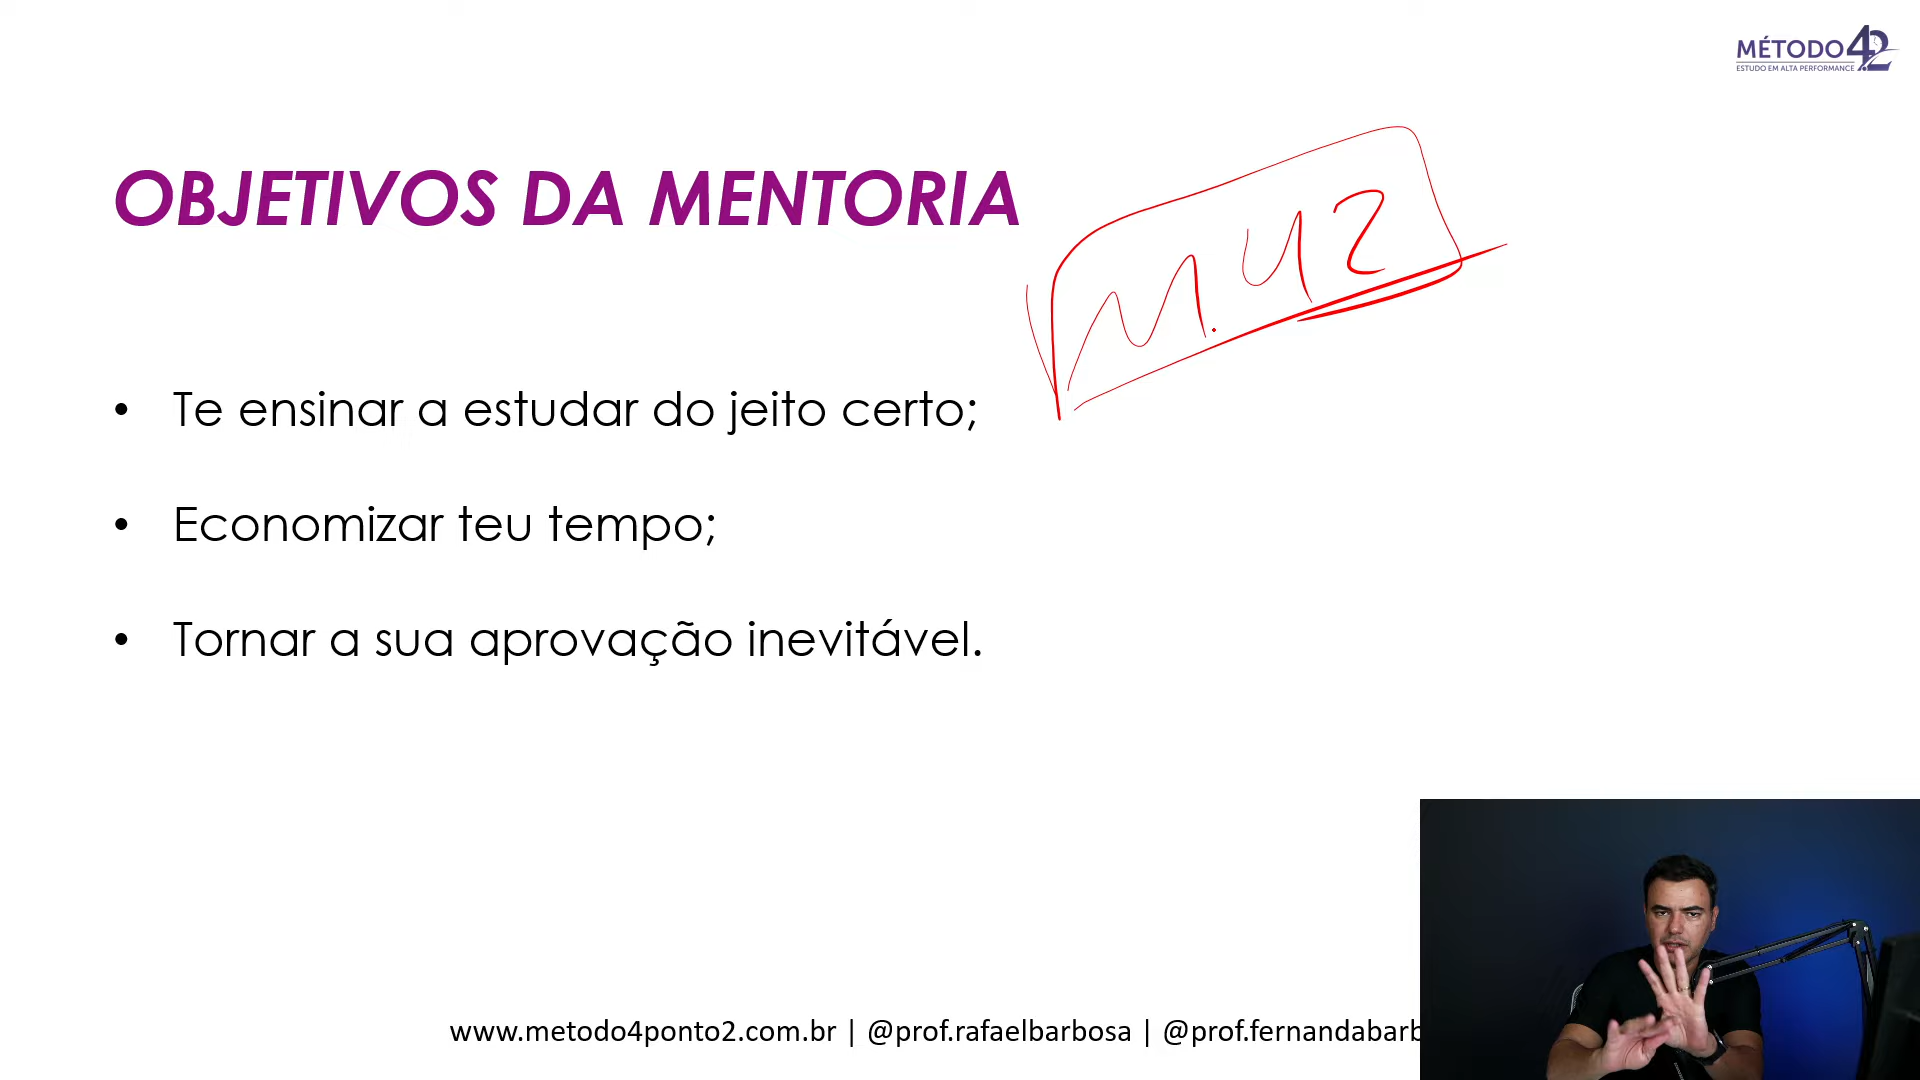 MÉTODO 4.2
ESTUDO EM ALTA PERFORMANCE
OBJETIVOS DA MENTORIA
M. 42
• Te ensinar a estudar do jeito certo;
• Economizar teu tempo;
• Tornar a sua aprovação inevitável.
www.metodo4ponto2.com.br | @prof.rafaelbarbosa | @prof.fernandabarb